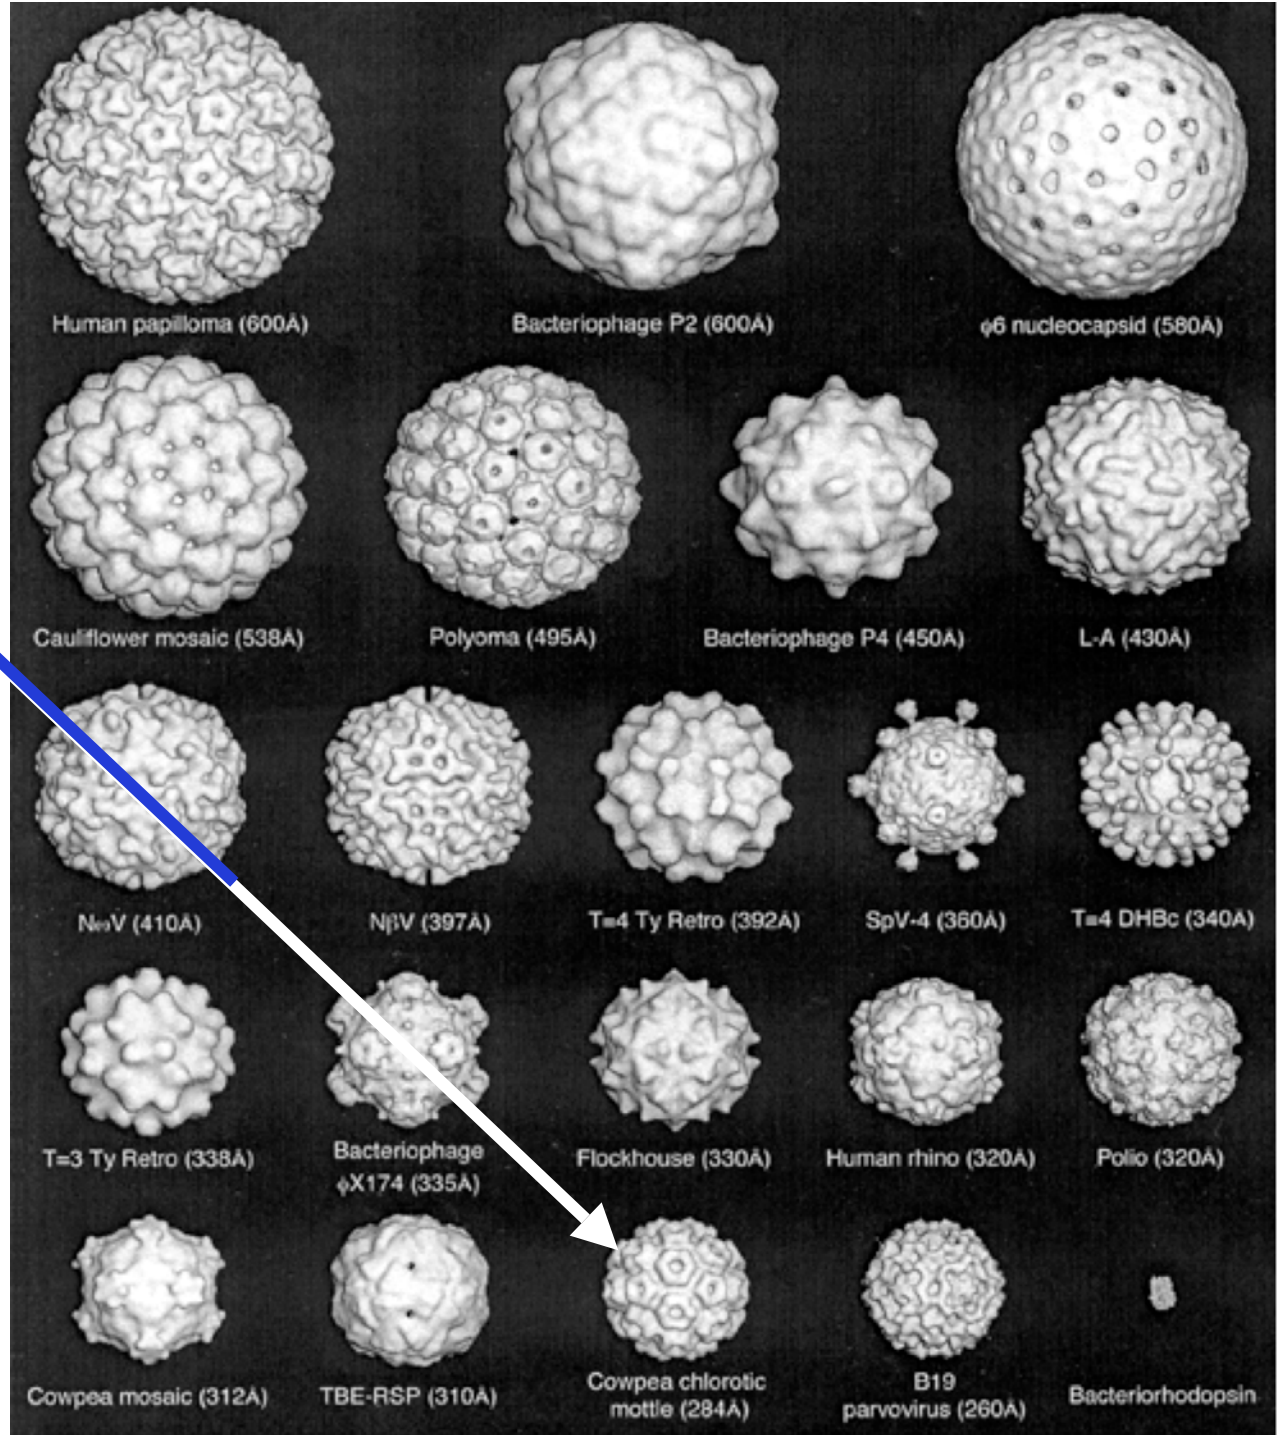 Human papilloma (600Å)
Bacteriophage P2 (600Å)
φ6 nucleocapsid (580Å)
Cauliflower mosaic (538Å)
Polyoma (495Å)
Bacteriophage P4 (450Å)
L-A (430Å)
NωV (410Å)
NβV (397Å)
T=4 Ty Retro (392Å)
SpV-4 (360Å)
T=4 DHBc (340Å)
T=3 Ty Retro (338Å)
Bacteriophage
φX174 (335Å)
Flockhouse (330Å)
Human rhino (320Å)
Polio (320Å)
Cowpea mosaic (312Å)
TBE-RSP (310Å)
Cowpea chlorotic
mottle (284Å)
B19
parvovirus (260Å)
Bacteriorhodopsin